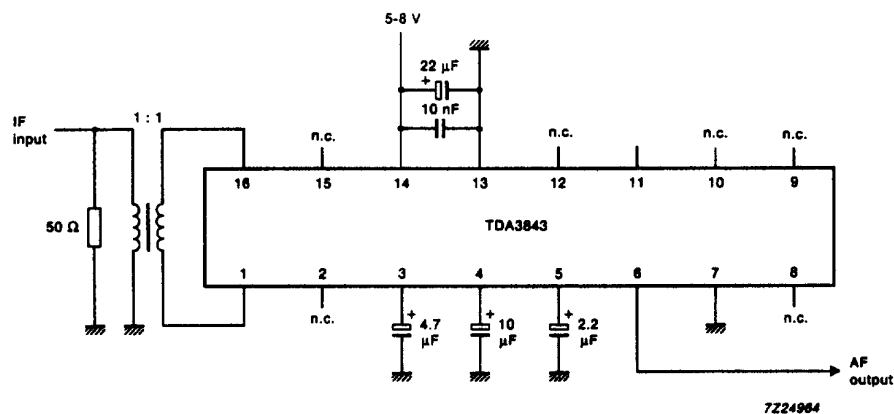 5-8 V
22 µF
+
10 nF
IF
input
1 : 1
n.c.
n.c.
n.c.
n.c.
16 15 14 13 12 11 10 9
50 Ω
TDA3843
1 2 3 4 5 6 7 8
n.c.
+
4.7
µF
+
10
µF
+
2.2
µF
n.c.
AF
output
7Z24964